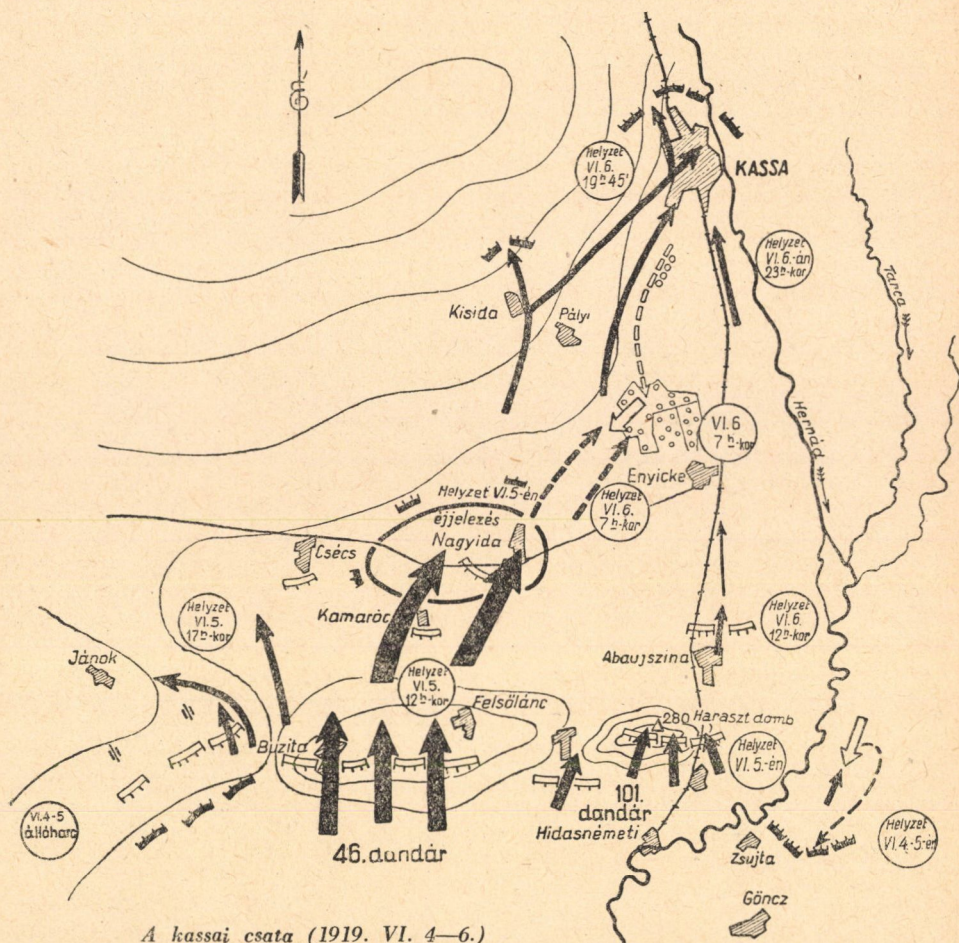 É
Helyzet
VI. 6.
19ʰ 45'
KASSA
Helyzet
VI. 6.-án
23ʰ-kor
Tarca
Kisida
Pályi
Hernád
VI.6
7ʰ-kor
Enyicke
Helyzet VI.5-én
éjjelezés
Nagyida
Helyzet
VI. 6.
7ʰ-kor
Csécs
Kamaróc
Helyzet
VI. 5.
17ʰ-kor
Helyzet
VI. 6.
12ʰ-kor
Jánok
Abaujszina
Helyzet
VI.5.
12ʰ-kor
Felsőlánc
280 Haraszt domb
Buzita
Helyzet
VI. 5.-én
VI.4-5
állóharc
101.
dandár
Hidasnémeti
46. dandár
Zsujta
Helyzet
VI. 4.-5-én
Göncz
A kassai csata (1919. VI. 4—6.)